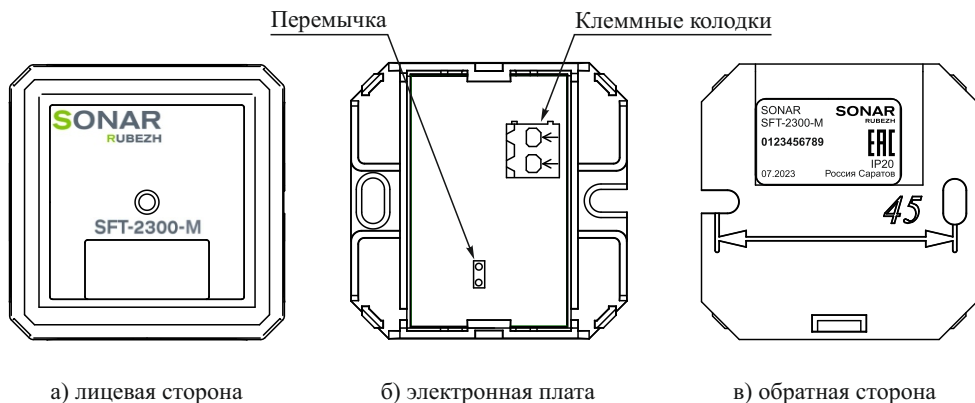 Перемычка
Клеммные колодки
SONAR
RUBEZH
SFT-2300-M
SONAR
SFT-2300-M
0123456789
07.2023
SONAR
RUBEZH
EAC
IP20
Россия Саратов
45
а) лицевая сторона
б) электронная плата
в) обратная сторона